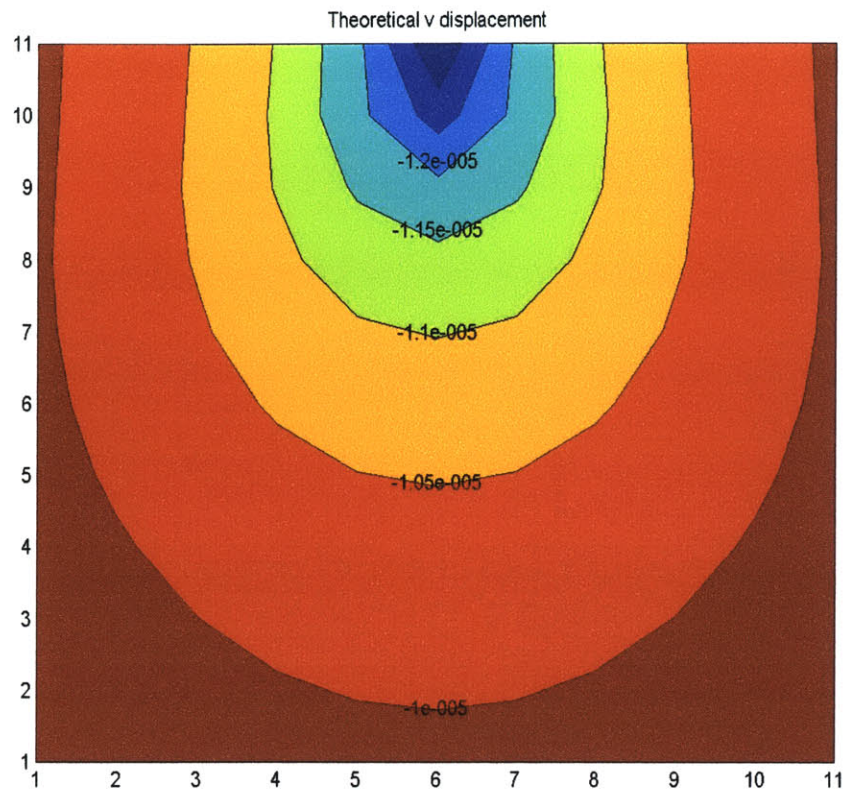 Theoretical v displacement
11
10
9
8
7
6
5
4
3
2
1
-1.2e-005
-1.15e-005
-1.1e-005
-1.05e-005
-1e-005
1 2 3 4 5 6 7 8 9 10 11